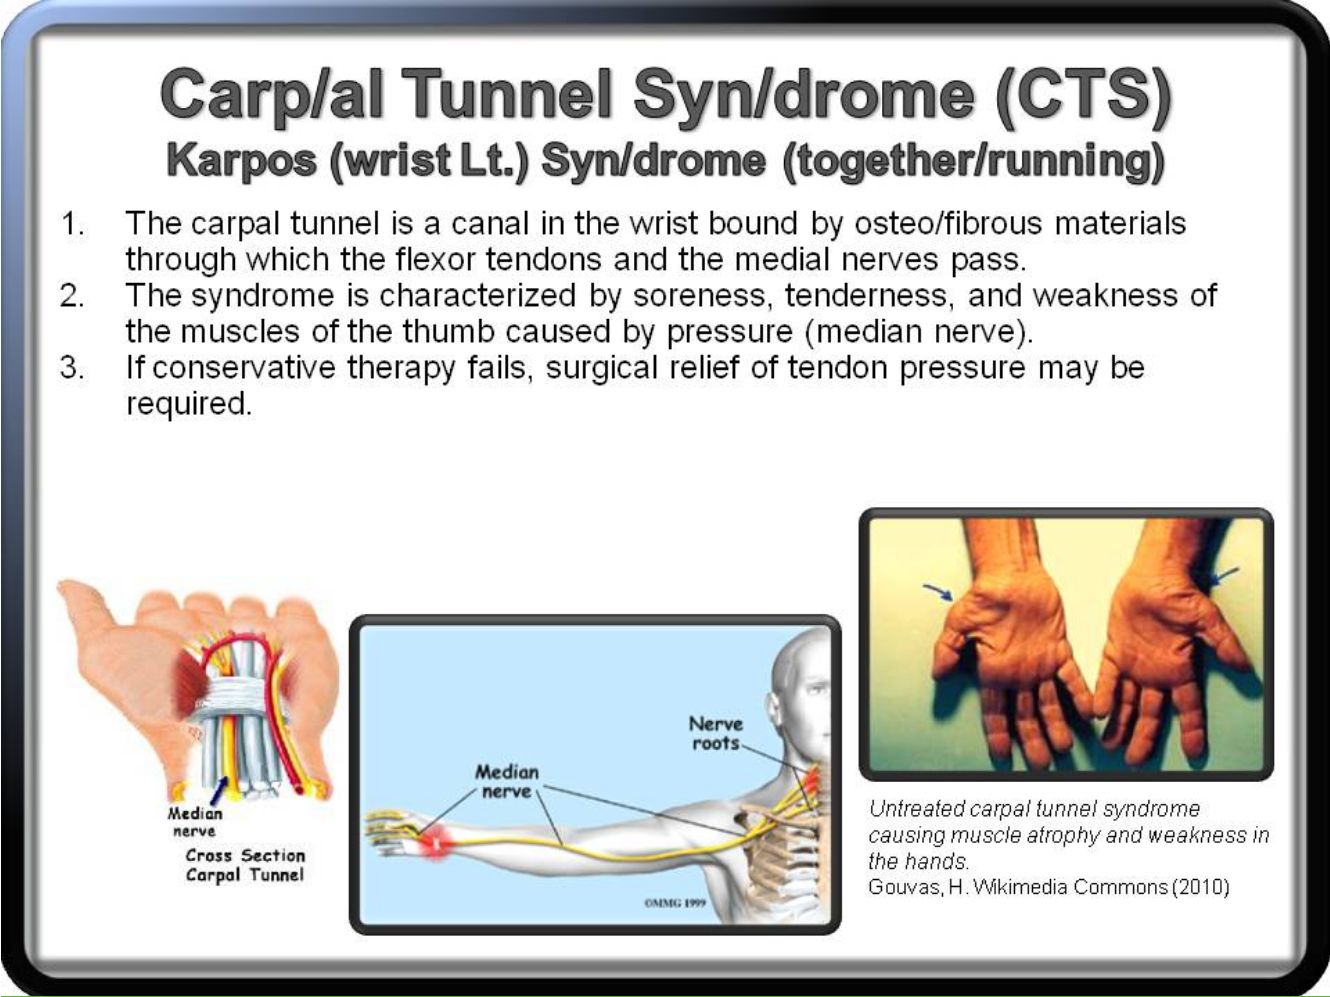 Carp/al Tunnel Syn/drome (CTS)
Karpos (wrist Lt.) Syn/drome (together/running)
1. The carpal tunnel is a canal in the wrist bound by osteo/fibrous materials
through which the flexor tendons and the medial nerves pass.
2. The syndrome is characterized by soreness, tenderness, and weakness of
the muscles of the thumb caused by pressure (median nerve).
3. If conservative therapy fails, surgical relief of tendon pressure may be
required.
Median
nerve
Cross Section
Carpal Tunnel
Nerve
roots
Median
nerve
©MMG 1999
Untreated carpal tunnel syndrome
causing muscle atrophy and weakness in
the hands.
Gouvas, H. Wikimedia Commons (2010)